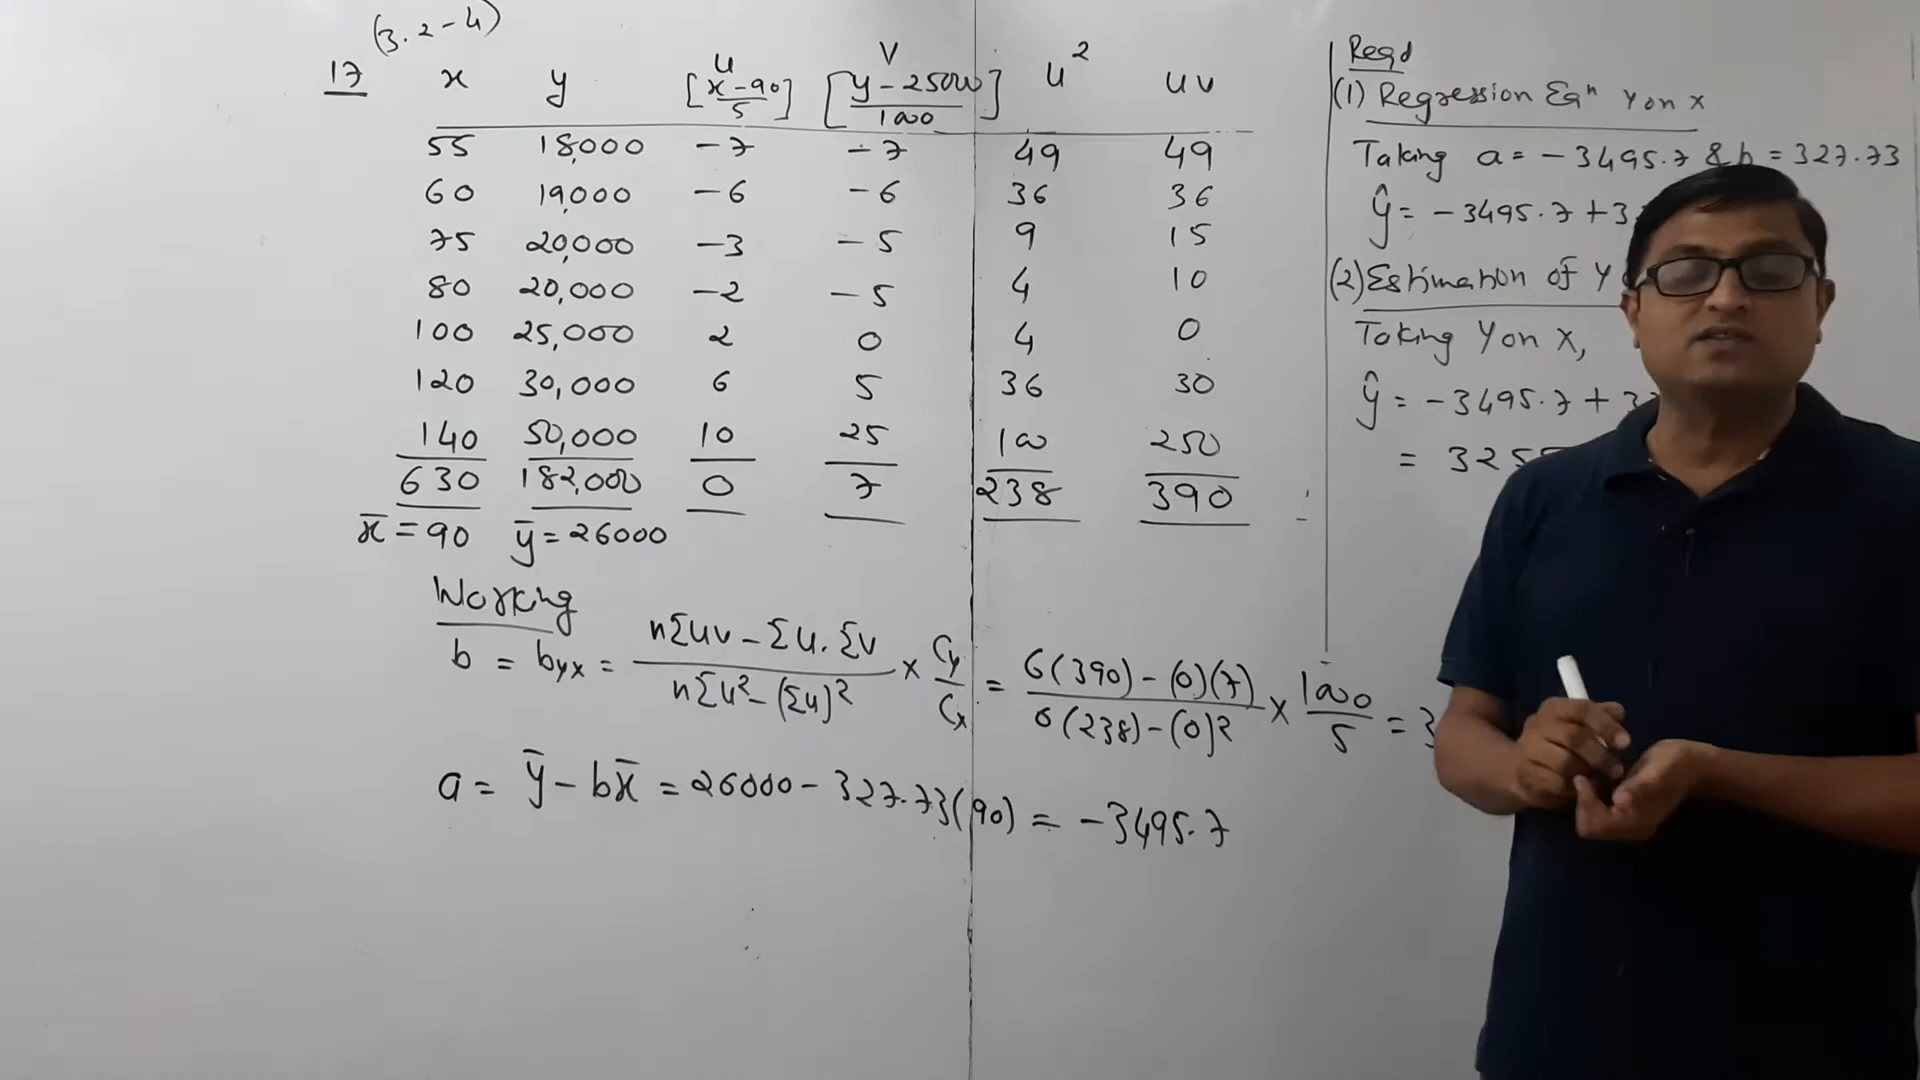 (3.2-4)
17 x y u [x-90/5] v [y-25000/1000] u² uv
55 18,000 -7 -7 49 49
60 19,000 -6 -6 36 36
75 20,000 -3 -5 9 15
80 20,000 -2 -5 4 10
100 25,000 2 0 4 0
120 30,000 6 5 36 30
140 50,000 10 25 100 250
630 182,000 0 7 238 390
x̄ = 90 ȳ = 26000
Working
b = byx = nΣuv - Σu. Σv / nΣu² - (Σu)² × Cy/Cx = 6(390) - (0)(7) / 6(238) - (0)² × 1000/5 = 3
a = ȳ - bx̄ = 26000 - 327.73(90) = -3495.7
Reqd
(1) Regression Eqⁿ Y on X
Taking a = -3495.7 & b = 327.73
ŷ = -3495.7 + 3
(2) Estimation of Y
Taking Y on X,
ŷ = -3495.7 + 32
= 325